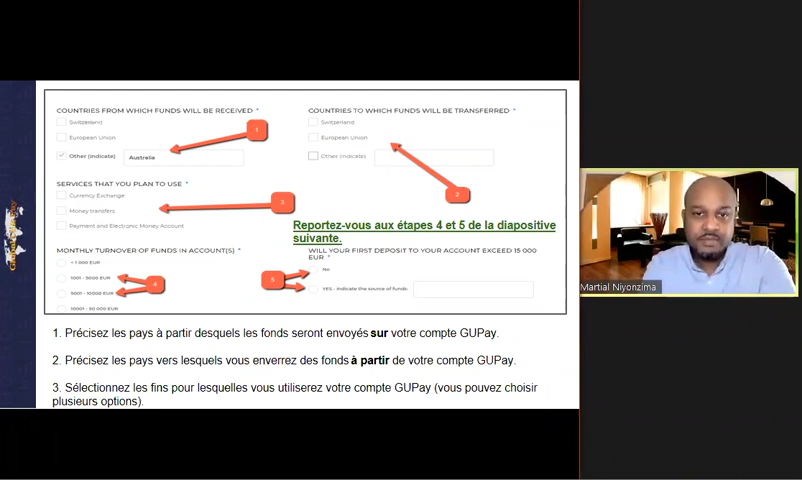 COUNTRIES FROM WHICH FUNDS WILL BE RECEIVED *
Switzerland
European Union
Other (indicate) Australia
1
COUNTRIES TO WHICH FUNDS WILL BE TRANSFERRED *
Switzerland
European Union
Other (indicate)
2
SERVICES THAT YOU PLAN TO USE *
Currency Exchange
Money transfers
Payment and Electronic Money Account
3
Reportez-vous aux étapes 4 et 5 de la diapositive
suivante.
MONTHLY TURNOVER OF FUNDS IN ACCOUNT(S) *
< 1 000 EUR
1001 - 5000 EUR
5001 - 10000 EUR
10001 - 50 000 EUR
4
WILL YOUR FIRST DEPOSIT TO YOUR ACCOUNT EXCEED 15 000
EUR *
No
YES - indicate the source of funds
5
1. Précisez les pays à partir desquels les fonds seront envoyés sur votre compte GUPay.
2. Précisez les pays vers lesquels vous enverrez des fonds à partir de votre compte GUPay.
3. Sélectionnez les fins pour lesquelles vous utiliserez votre compte GUPay (vous pouvez choisir
plusieurs options).
Martial Niyonzima